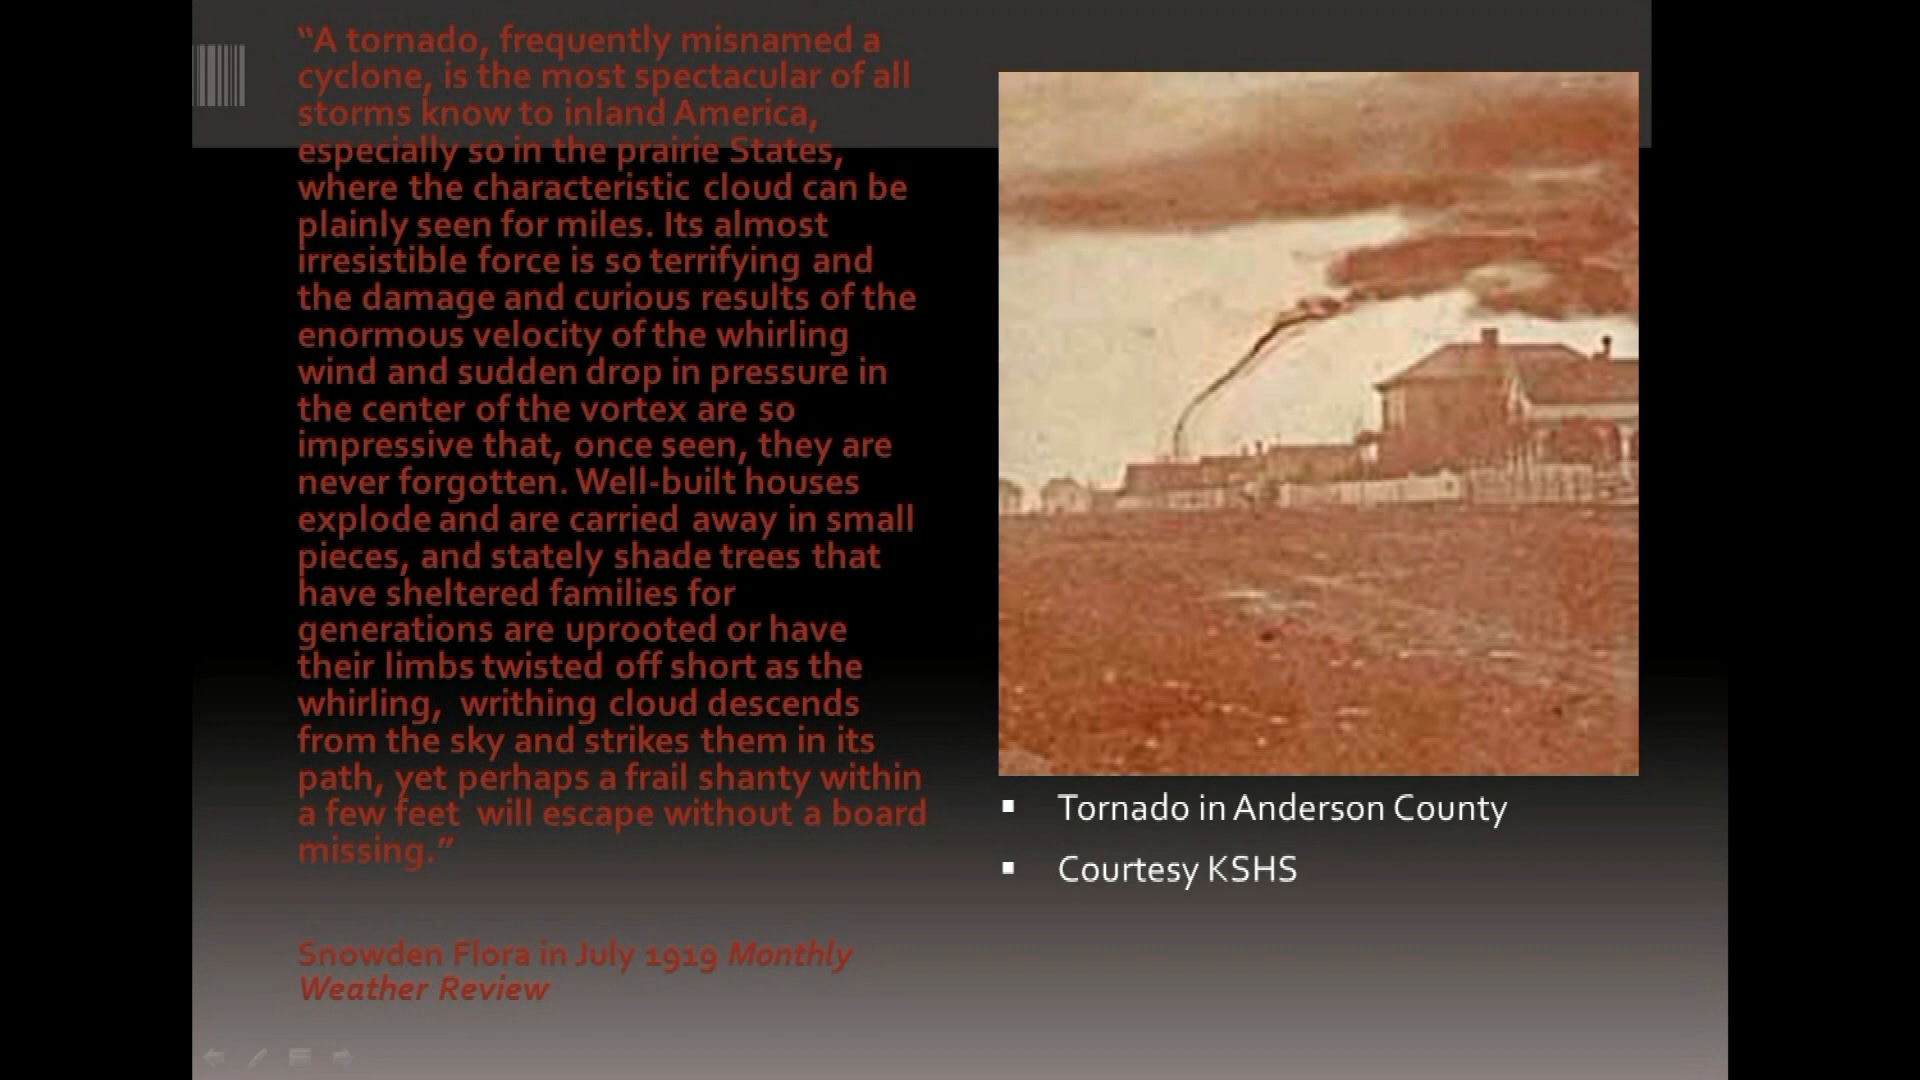 “A tornado, frequently misnamed a
cyclone, is the most spectacular of all
storms know to inland America,
especially so in the prairie States,
where the characteristic cloud can be
plainly seen for miles. Its almost
irresistible force is so terrifying and
the damage and curious results of the
enormous velocity of the whirling
wind and sudden drop in pressure in
the center of the vortex are so
impressive that, once seen, they are
never forgotten. Well-built houses
explode and are carried away in small
pieces, and stately shade trees that
have sheltered families for
generations are uprooted or have
their limbs twisted off short as the
whirling, writhing cloud descends
from the sky and strikes them in its
path, yet perhaps a frail shanty within
a few feet will escape without a board
missing.”
Snowden Flora in July 1919 Monthly
Weather Review
▪ Tornado in Anderson County
▪ Courtesy KSHS